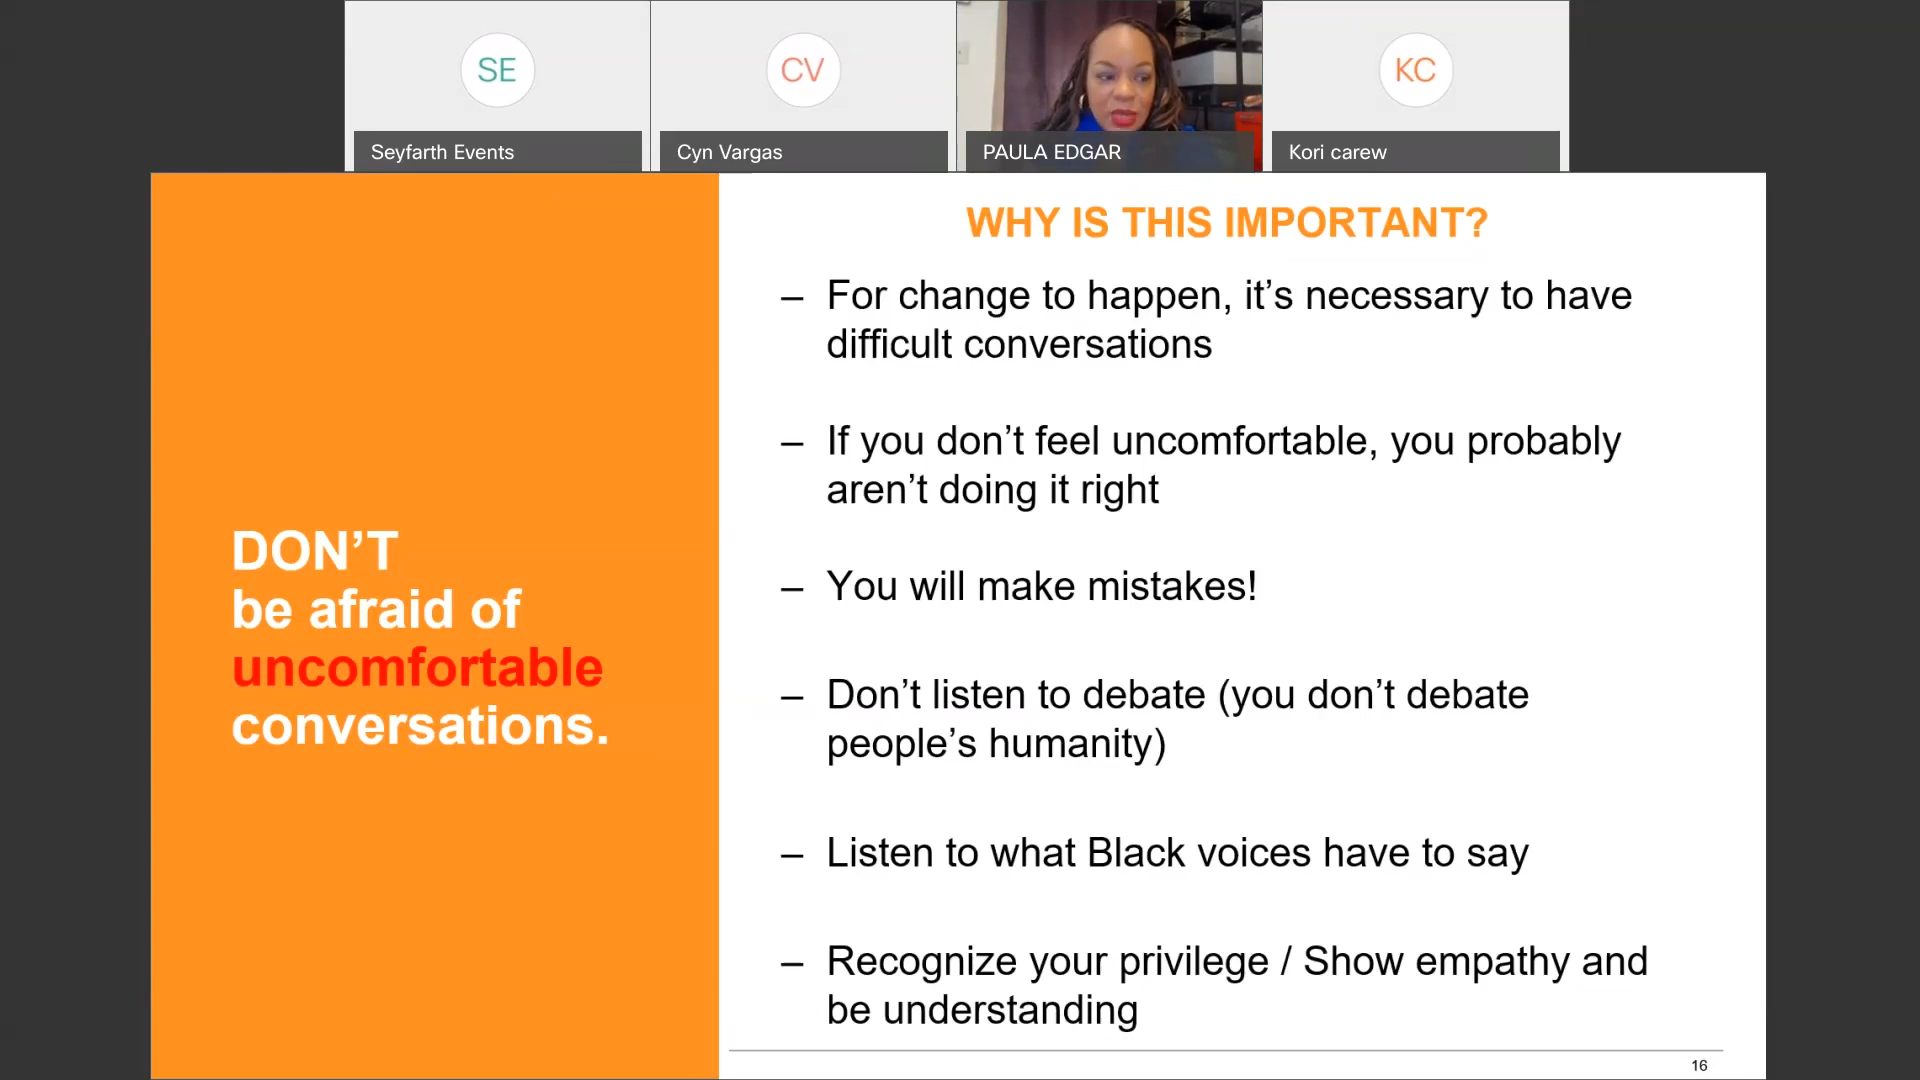 SE
CV
KC
Seyfarth Events
Cyn Vargas
PAULA EDGAR
Kori carew
DON’T
be afraid of
uncomfortable
conversations.
WHY IS THIS IMPORTANT?
– For change to happen, it’s necessary to have
difficult conversations
– If you don’t feel uncomfortable, you probably
aren’t doing it right
– You will make mistakes!
– Don’t listen to debate (you don’t debate
people’s humanity)
– Listen to what Black voices have to say
– Recognize your privilege / Show empathy and
be understanding
16